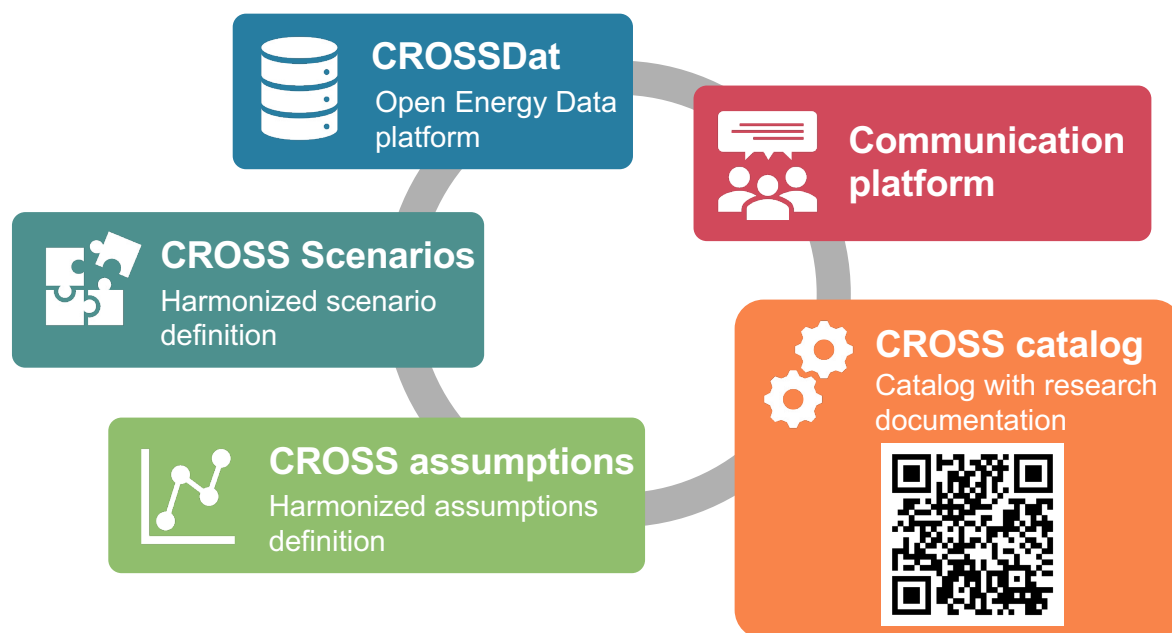 CROSSDat
Open Energy Data
platform
Communication
platform
CROSS Scenarios
Harmonized scenario
definition
CROSS catalog
Catalog with research
documentation
CROSS assumptions
Harmonized assumptions
definition